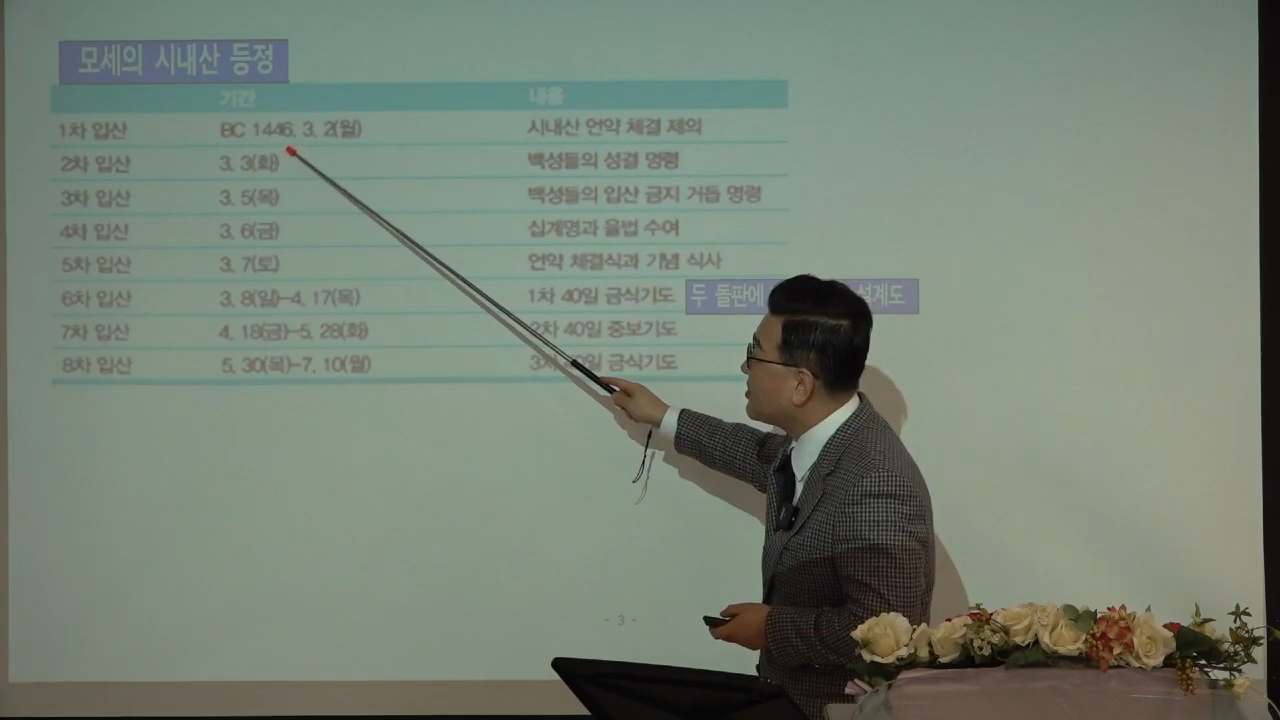 모세의 시내산 등정
기간 내용
1차 입산 BC 1446. 3. 2(월) 시내산 언약 체결 제의
2차 입산 3. 3(화) 백성들의 성결 명령
3차 입산 3. 5(목) 백성들의 입산 금지 거듭 명령
4차 입산 3. 6(금) 십계명과 율법 수여
5차 입산 3. 7(토) 언약 체결식과 기념 식사
6차 입산 3. 8(일)-4. 17(목) 1차 40일 금식기도 두 돌판에 설계도
7차 입산 4. 18(금)-5. 28(화) 2차 40일 중보기도
8차 입산 5. 30(목)-7. 10(월) 금식기도
- 3 -